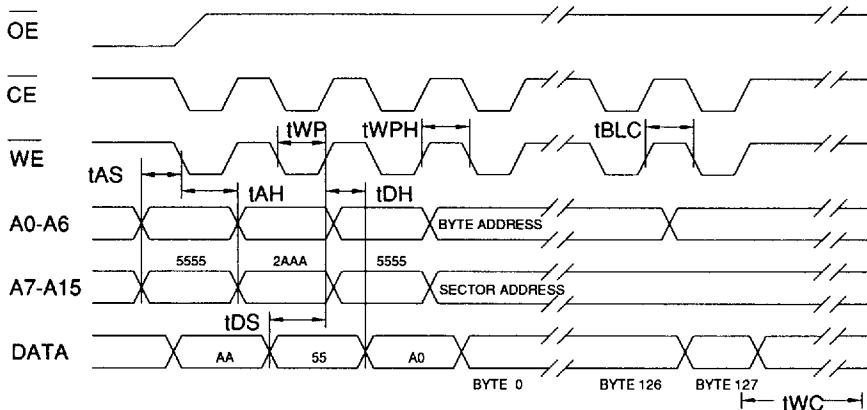 OE
CE
tWP tWPH tBLC
WE
tAS
tAH tDH
A0-A6 BYTE ADDRESS
5555 2AAA 5555
A7-A15 SECTOR ADDRESS
tDS
DATA AA 55 A0
BYTE 0 BYTE 126 BYTE 127
tWC